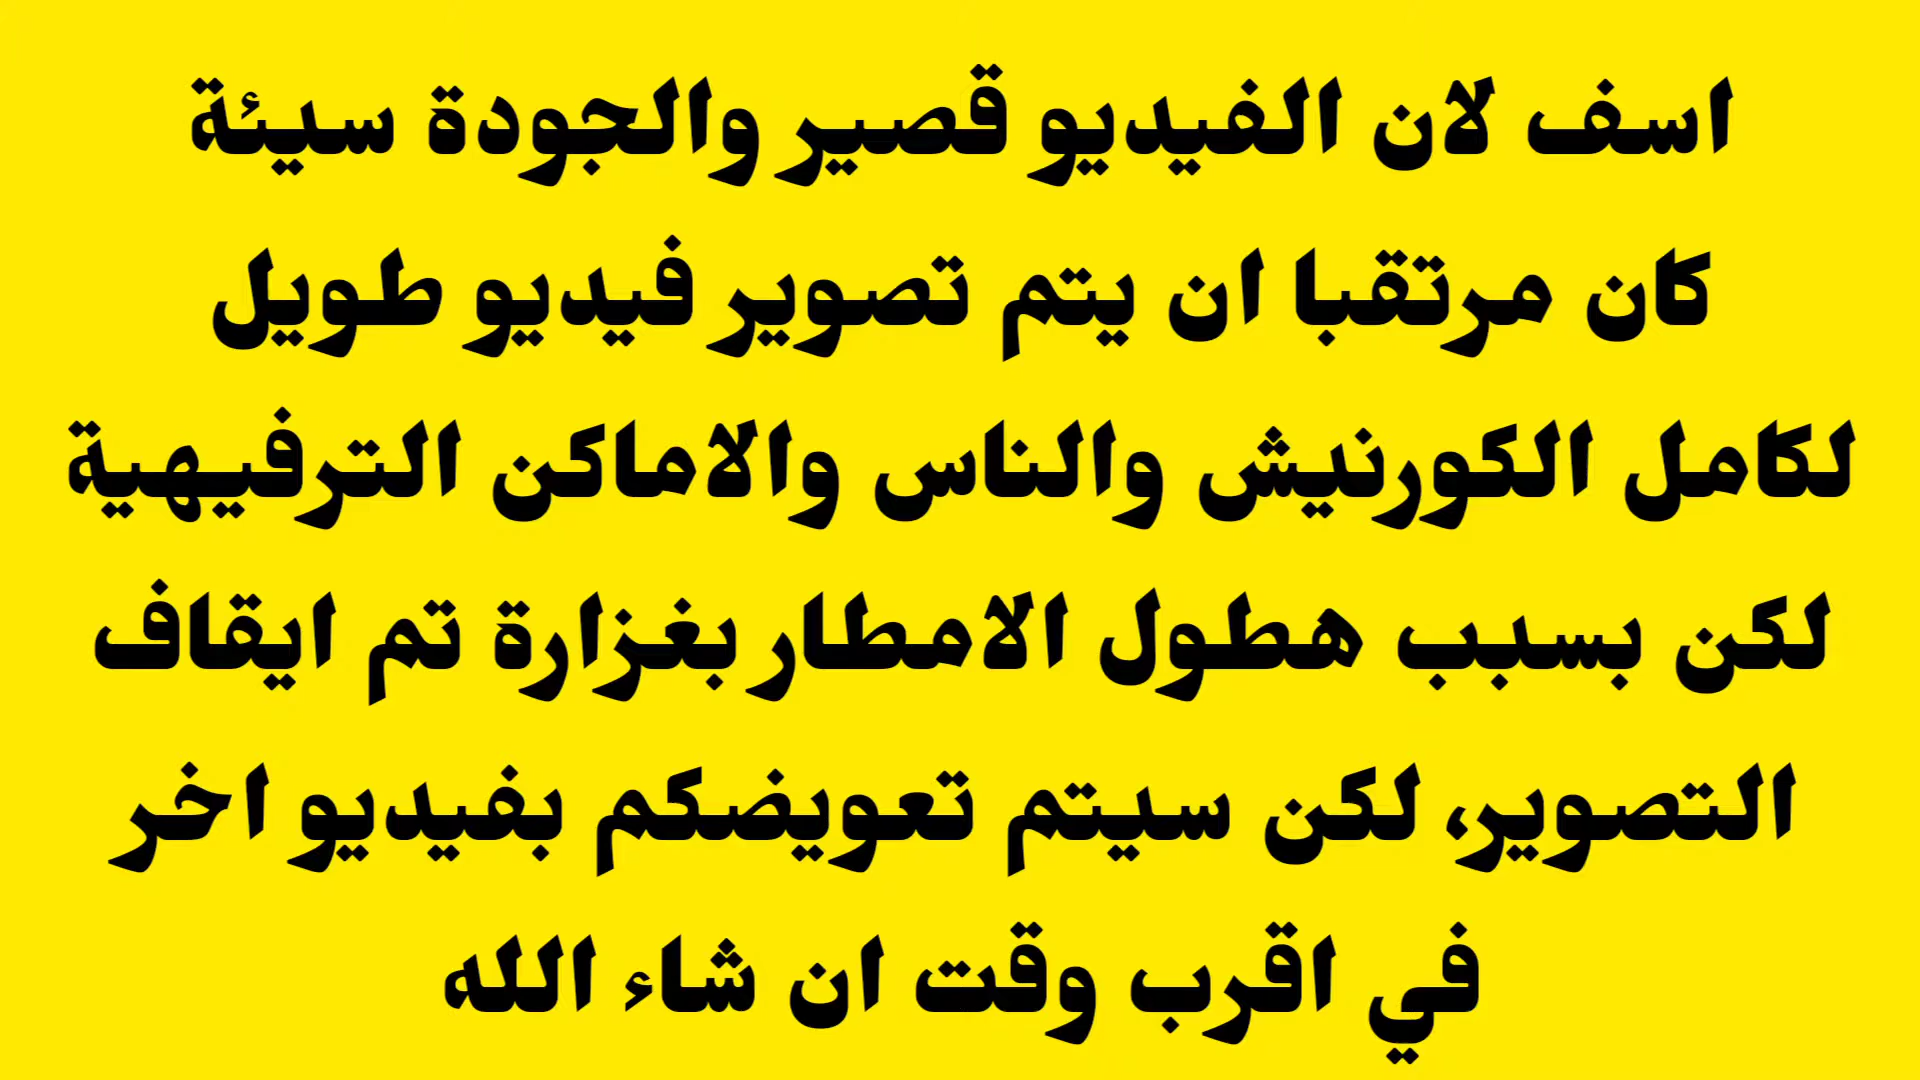 اسف لان الفيديو قصير والجودة سيئة
كان مرتقبا ان يتم تصوير فيديو طويل
لكامل الكورنيش والناس والاماكن الترفيهية
لكن بسبب هطول الامطار بغزارة تم ايقاف
التصوير، لكن سيتم تعويضكم بفيديو اخر
في اقرب وقت ان شاء الله